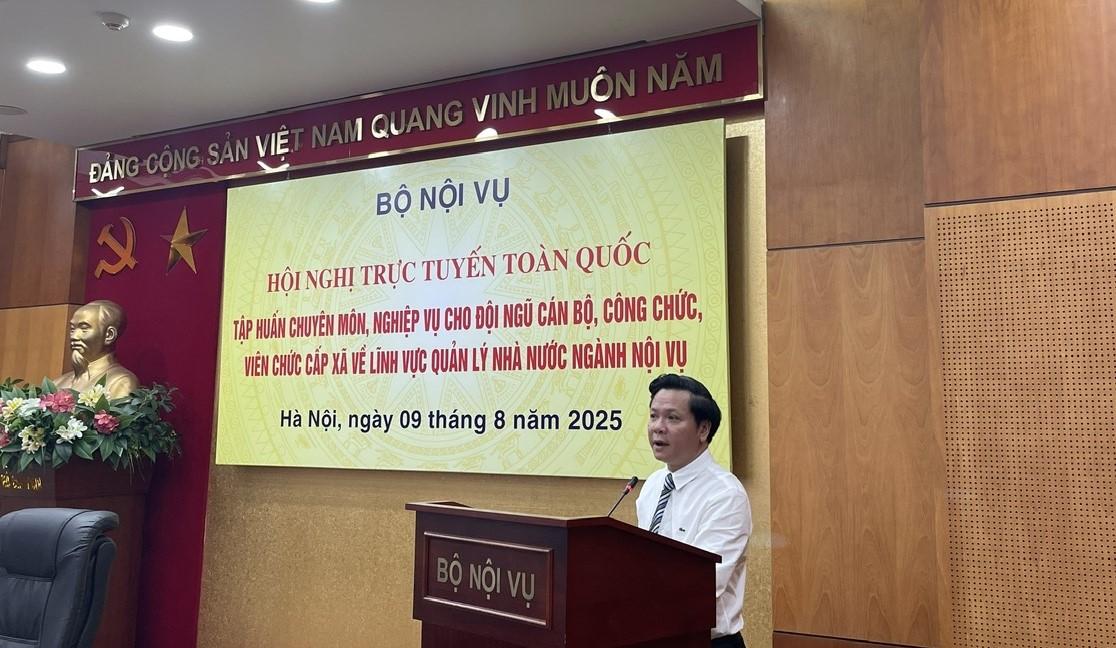 ĐẢNG CỘNG SẢN VIỆT NAM QUANG VINH MUÔN NĂM
BỘ NỘI VỤ
HỘI NGHỊ TRỰC TUYẾN TOÀN QUỐC
TẬP HUẤN CHUYÊN MÔN, NGHIỆP VỤ CHO ĐỘI NGŨ CÁN BỘ, CÔNG CHỨC,
VIÊN CHỨC CẤP XÃ VỀ LĨNH VỰC QUẢN LÝ NHÀ NƯỚC NGÀNH NỘI VỤ
Hà Nội, ngày 09 tháng 8 năm 2025
BỘ NỘI VỤ